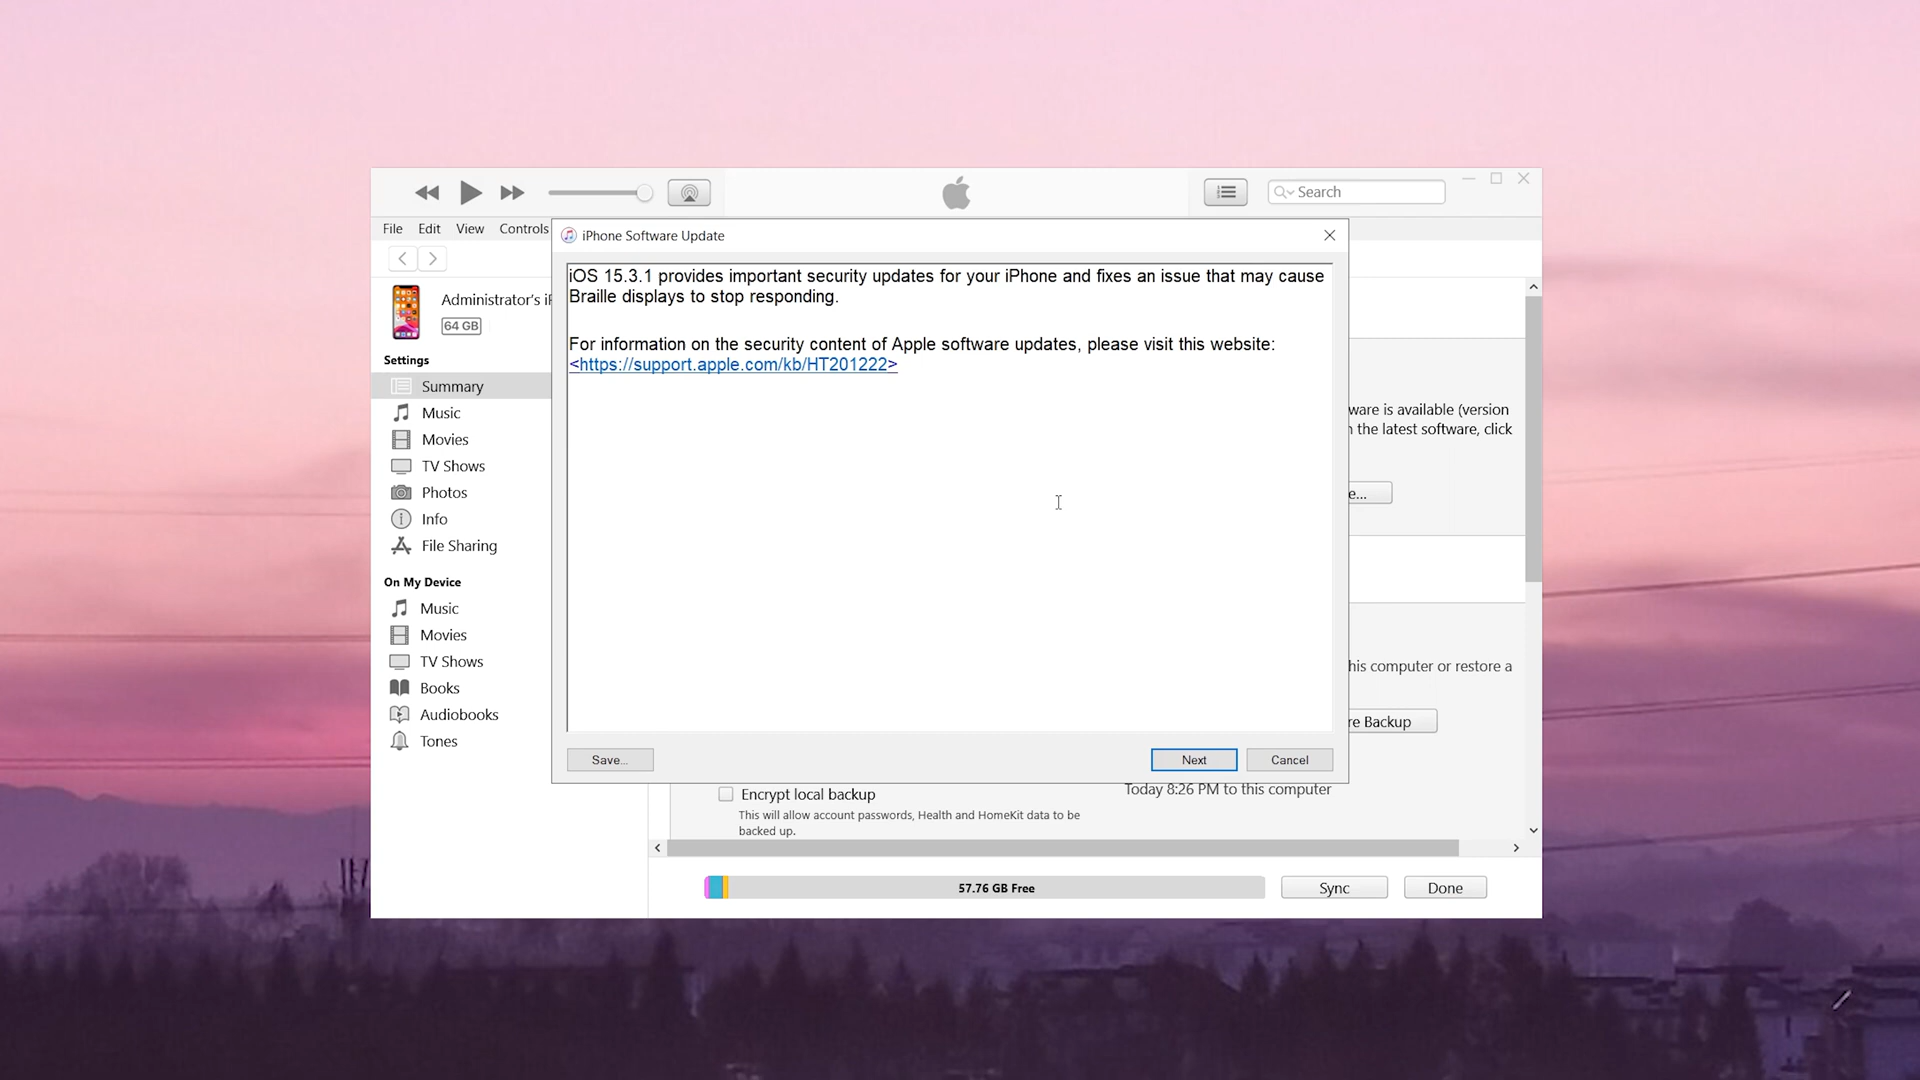 Search
File Edit View Controls
iPhone Software Update
iOS 15.3.1 provides important security updates for your iPhone and fixes an issue that may cause
Braille displays to stop responding.
For information on the security content of Apple software updates, please visit this website:
<https://support.apple.com/kb/HT201222>
Save...
Next
Cancel
Administrator's
64 GB
Settings
Summary
Music
Movies
TV Shows
Photos
Info
File Sharing
On My Device
Music
Movies
TV Shows
Books
Audiobooks
Tones
ware is available (version
the latest software, click
e...
his computer or restore a
re Backup
Encrypt local backup
This will allow account passwords, Health and HomeKit data to be
backed up.
Today 8:26 PM to this computer
57.76 GB Free
Sync
Done